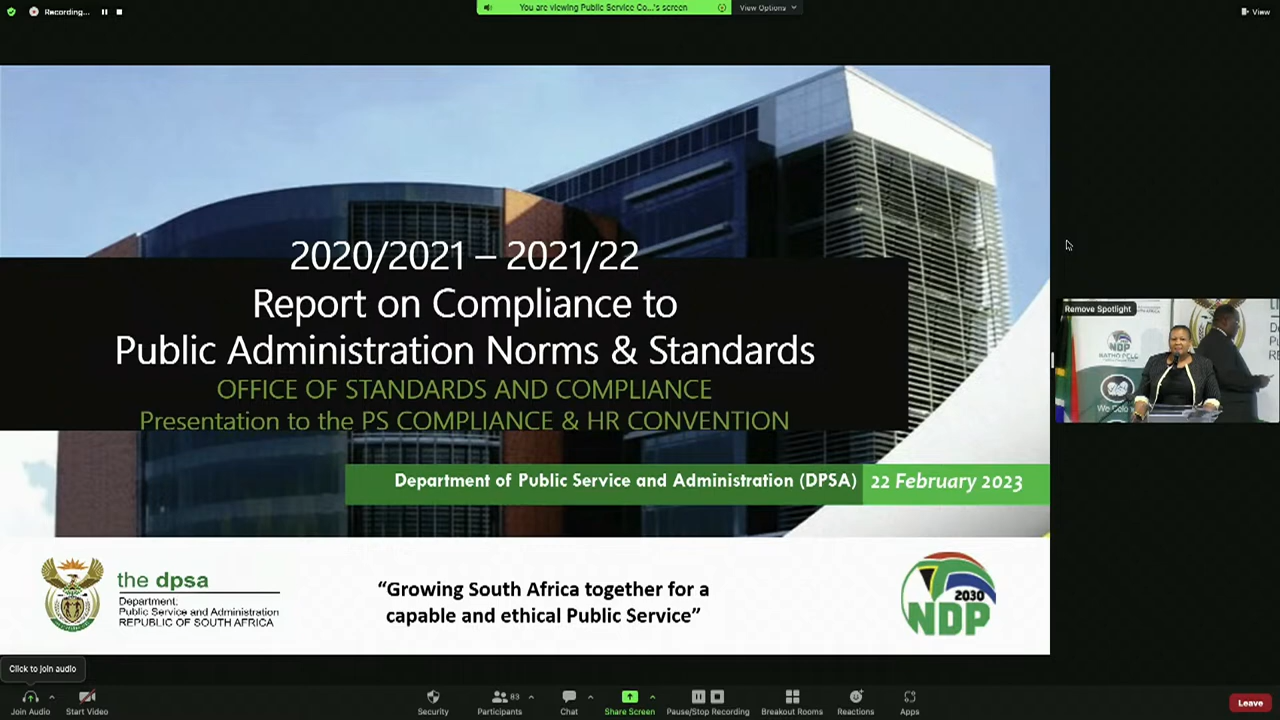 Recording...
You are viewing Public Service Co...'s screen
View Options
View
2020/2021 – 2021/22
Report on Compliance to
Public Administration Norms & Standards
OFFICE OF STANDARDS AND COMPLIANCE
Presentation to the PS COMPLIANCE & HR CONVENTION
Department of Public Service and Administration (DPSA)
22 February 2023
the dpsa
Department:
Public Service and Administration
REPUBLIC OF SOUTH AFRICA
“Growing South Africa together for a
capable and ethical Public Service”
2030
NDP
Remove Spotlight
NDP
We
Click to join audio
Join Audio
Start Video
Security
83
Participants
Chat
Share Screen
Pause/Stop Recording
Breakout Rooms
Reactions
Apps
Leave